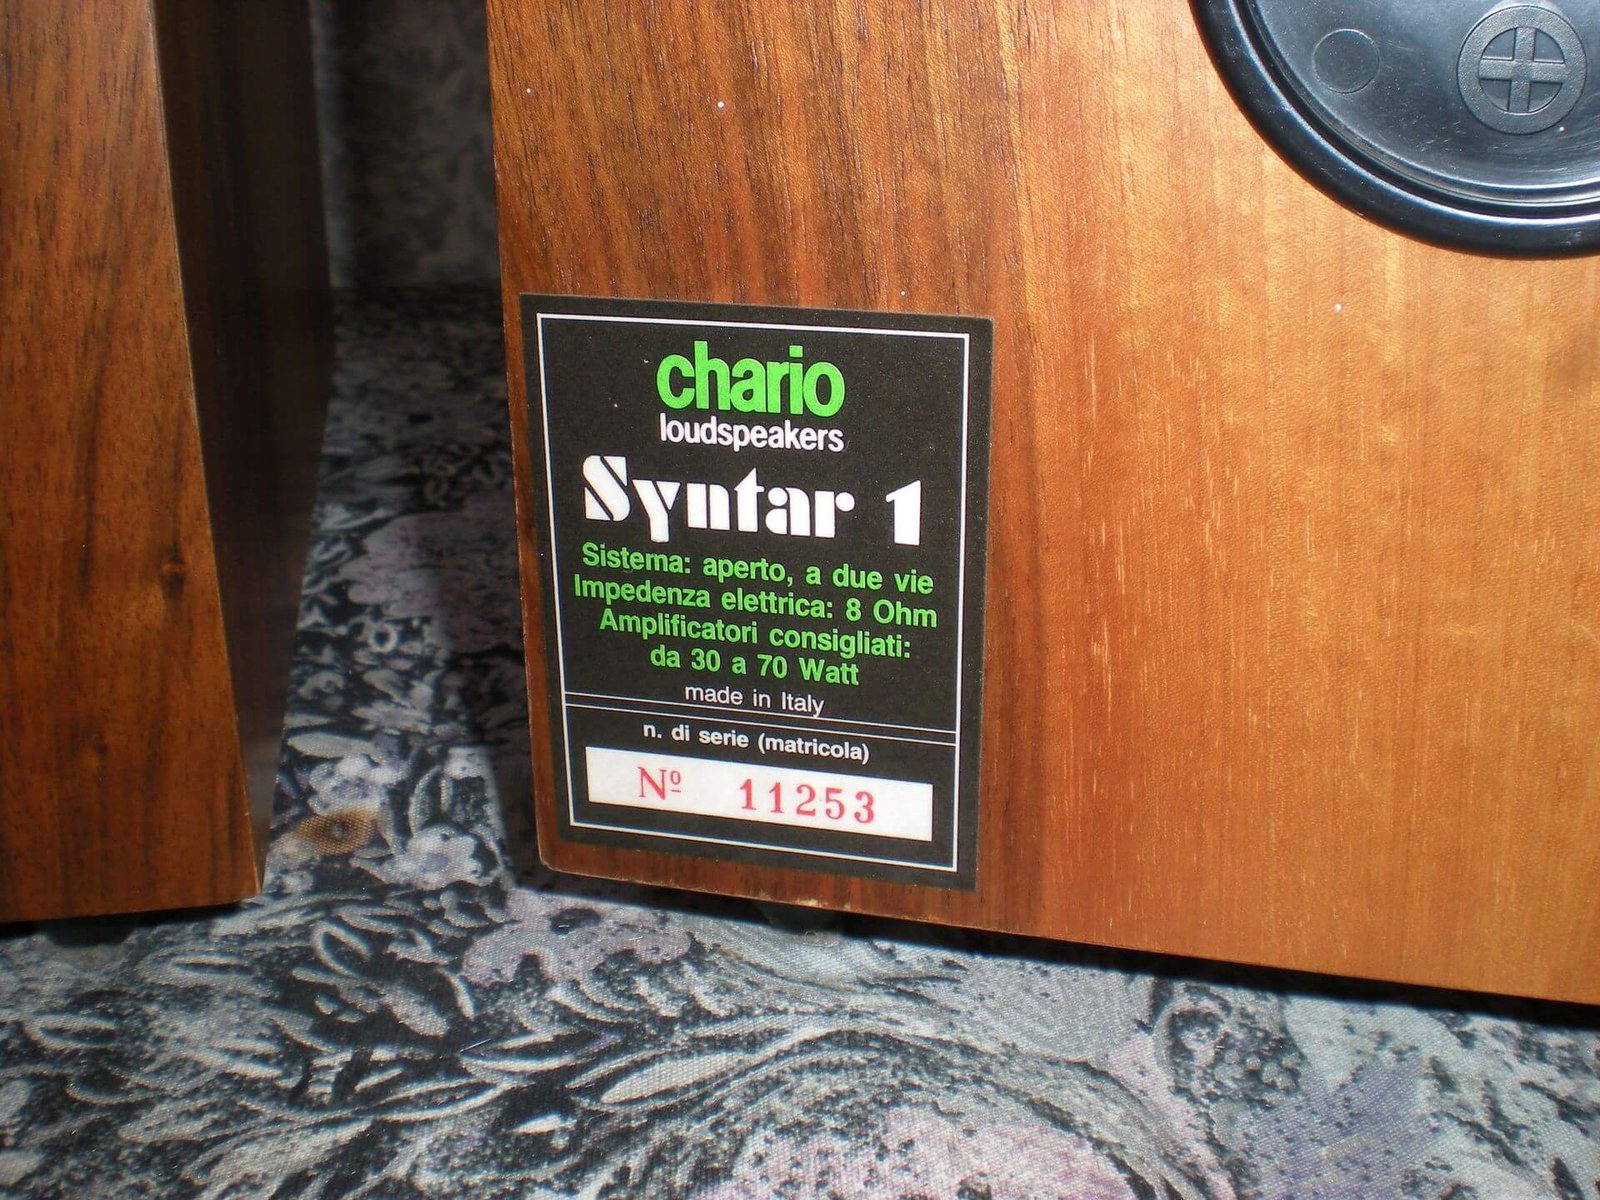 chario
loudspeakers
Syntar 1
Sistema: aperto, a due vie
Impedenza elettrica: 8 Ohm
Amplificatori consigliati:
da 30 a 70 Watt
made in Italy
n. di serie (matricola)
Nº 11253